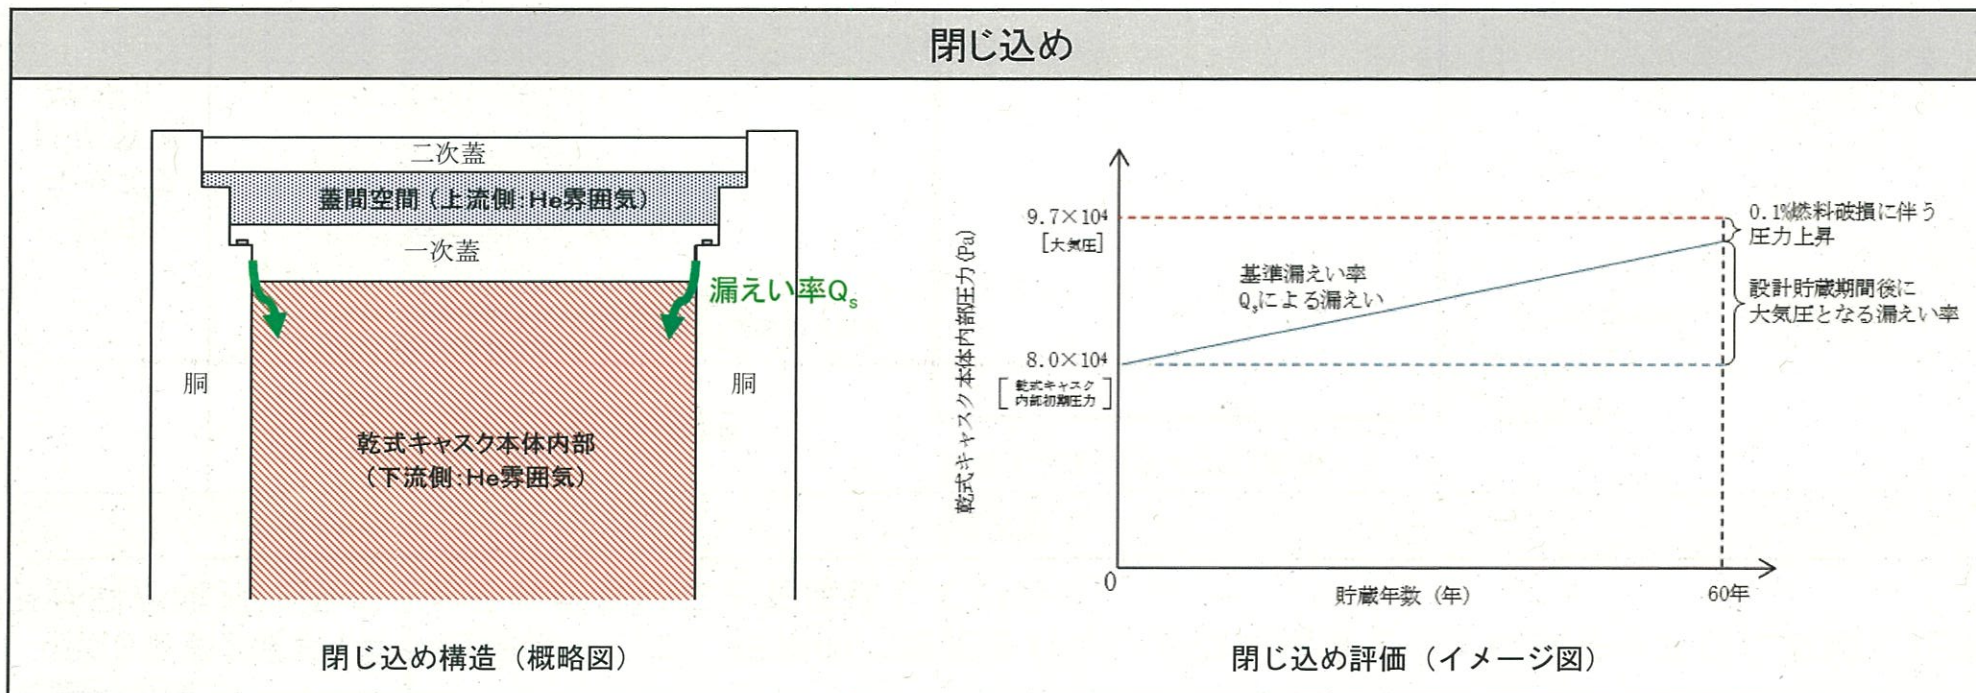 閉じ込め
二次蓋
蓋間空間（上流側:He雰囲気）
一次蓋
漏えい率Qs
胴
胴
乾式キャスク本体内部
（下流側:He雰囲気）
閉じ込め構造（概略図）
乾式キャスク本体内部圧力(Pa)
9.7×10⁴
[大気圧]
8.0×10⁴
[乾式キャスク
内部初期圧力]
基準漏えい率
Qsによる漏えい
0.1%燃料破損に伴う
圧力上昇
設計貯蔵期間後に
大気圧となる漏えい率
0
貯蔵年数（年）
60年
閉じ込め評価（イメージ図）